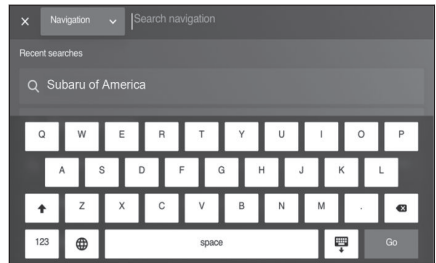 Navigation Search navigation
Recent searches
Subaru of America
Q W E R T Y U I O P
A S D F G H J K L
Z X C V B N M .
123 space Go